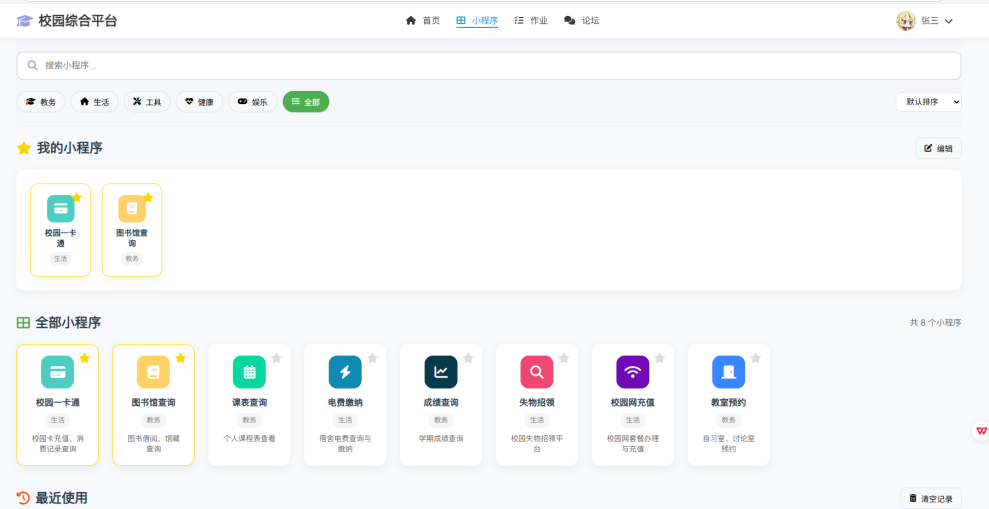 校园综合平台
首页
小程序
作业
论坛
张三
搜索小程序...
教务
生活
工具
健康
娱乐
全部
默认排序
我的小程序
编辑
校园一卡
通
生活
图书馆查
询
教务
全部小程序
共 8 个小程序
校园一卡通
生活
校园卡充值、消
费记录查询
图书馆查询
教务
图书借阅、馆藏
查询
课表查询
教务
个人课程表查看
电费缴纳
生活
宿舍电费查询与
缴纳
成绩查询
教务
学期成绩查询
失物招领
生活
校园失物招领平
台
校园网充值
生活
校园网套餐办理
与充值
教室预约
教务
自习室、讨论室
预约
最近使用
清空记录